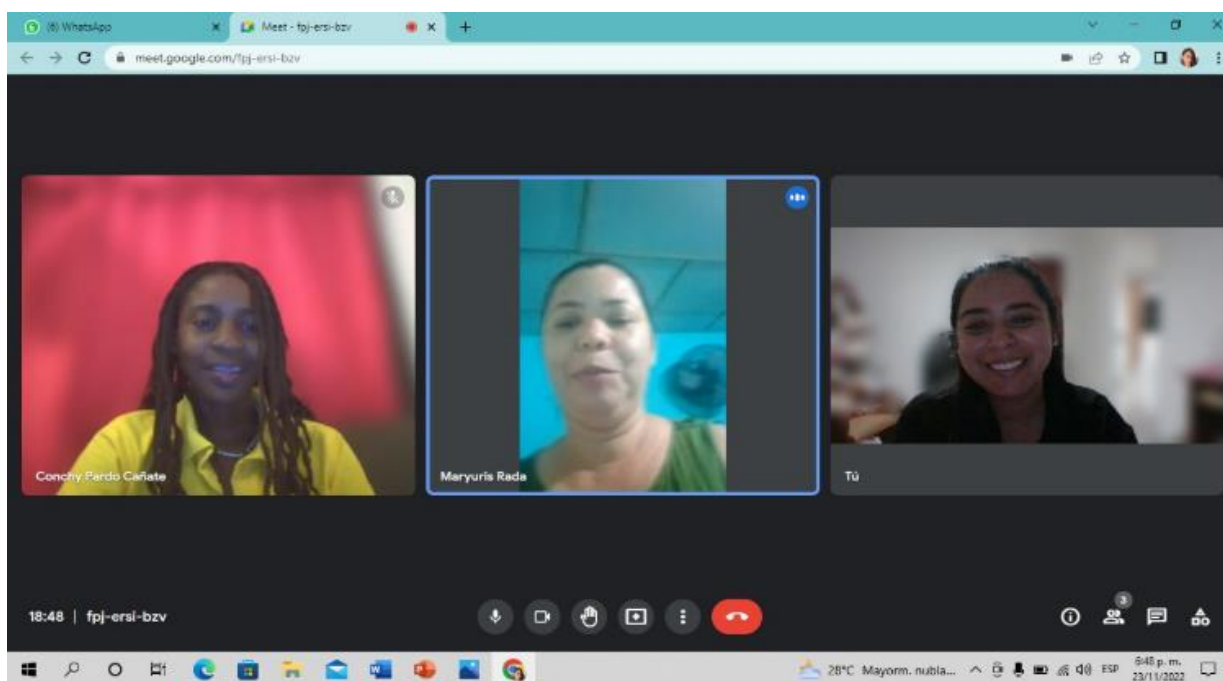 (6) WhatsApp
Meet - fpj-ersi-bzv
meet.google.com/fpj-ersi-bzv
Conchy Pardo Cañate
Maryuris Rada
Tú
18:48 | fpj-ersi-bzv
3
28°C Mayorm. nubla...
ESP
6:48 p. m.
23/11/2022